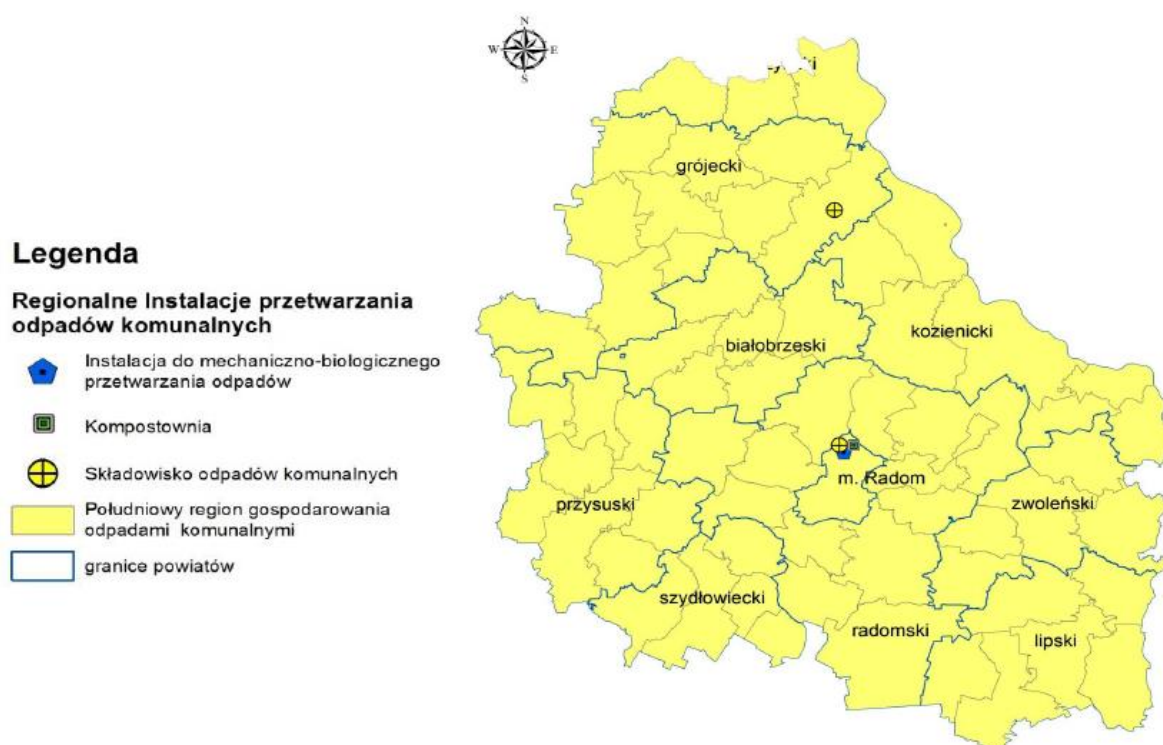 N
W E
S
grójecki
białobrzeski
kozienicki
m. Radom
przysuski
zwoleński
szydłowiecki
radomski
lipski
Legenda
Regionalne Instalacje przetwarzania
odpadów komunalnych
Instalacja do mechaniczno-biologicznego
przetwarzania odpadów
Kompostownia
Składowisko odpadów komunalnych
Południowy region gospodarowania
odpadami komunalnymi
granice powiatów